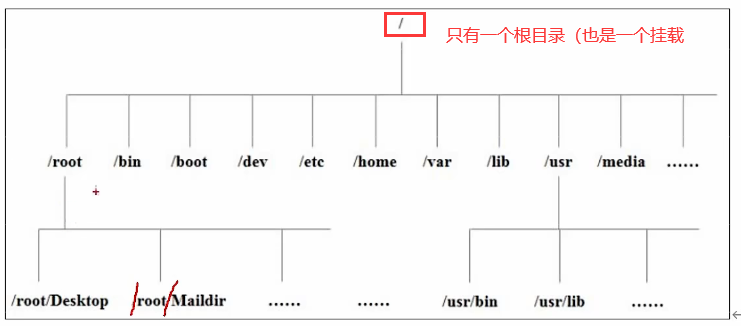 /
只有一个根目录（也是一个挂载
/root /bin /boot /dev /etc /home /var /lib /usr /media ……
/root/Desktop /root/Maildir …… …… /usr/bin /usr/lib ……